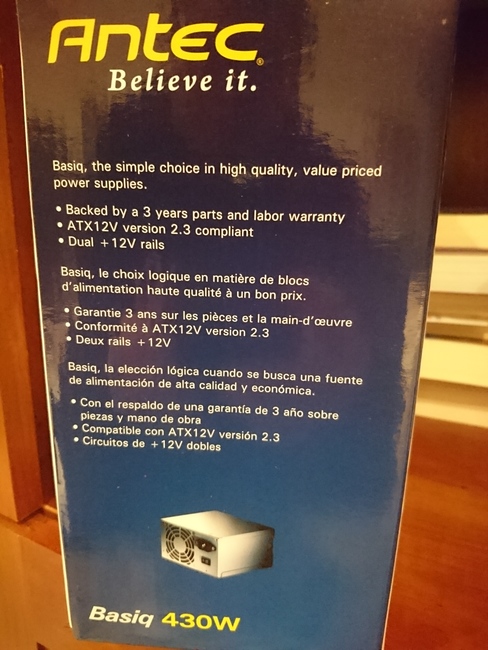 Antec®
Believe it.
Basiq, the simple choice in high quality, value priced
power supplies.
• Backed by a 3 years parts and labor warranty
• ATX12V version 2.3 compliant
• Dual +12V rails
Basiq, le choix logique en matière de blocs
d'alimentation haute qualité à un bon prix.
• Garantie 3 ans sur les pièces et la main-d'œuvre
• Conformité à ATX12V version 2.3
• Deux rails +12V
Basiq, la elección lógica cuando se busca una fuente
de alimentación de alta calidad y económica.
• Con el respaldo de una garantía de 3 año sobre
piezas y mano de obra
• Compatible con ATX12V versión 2.3
• Circuitos de +12V dobles
Basiq 430W